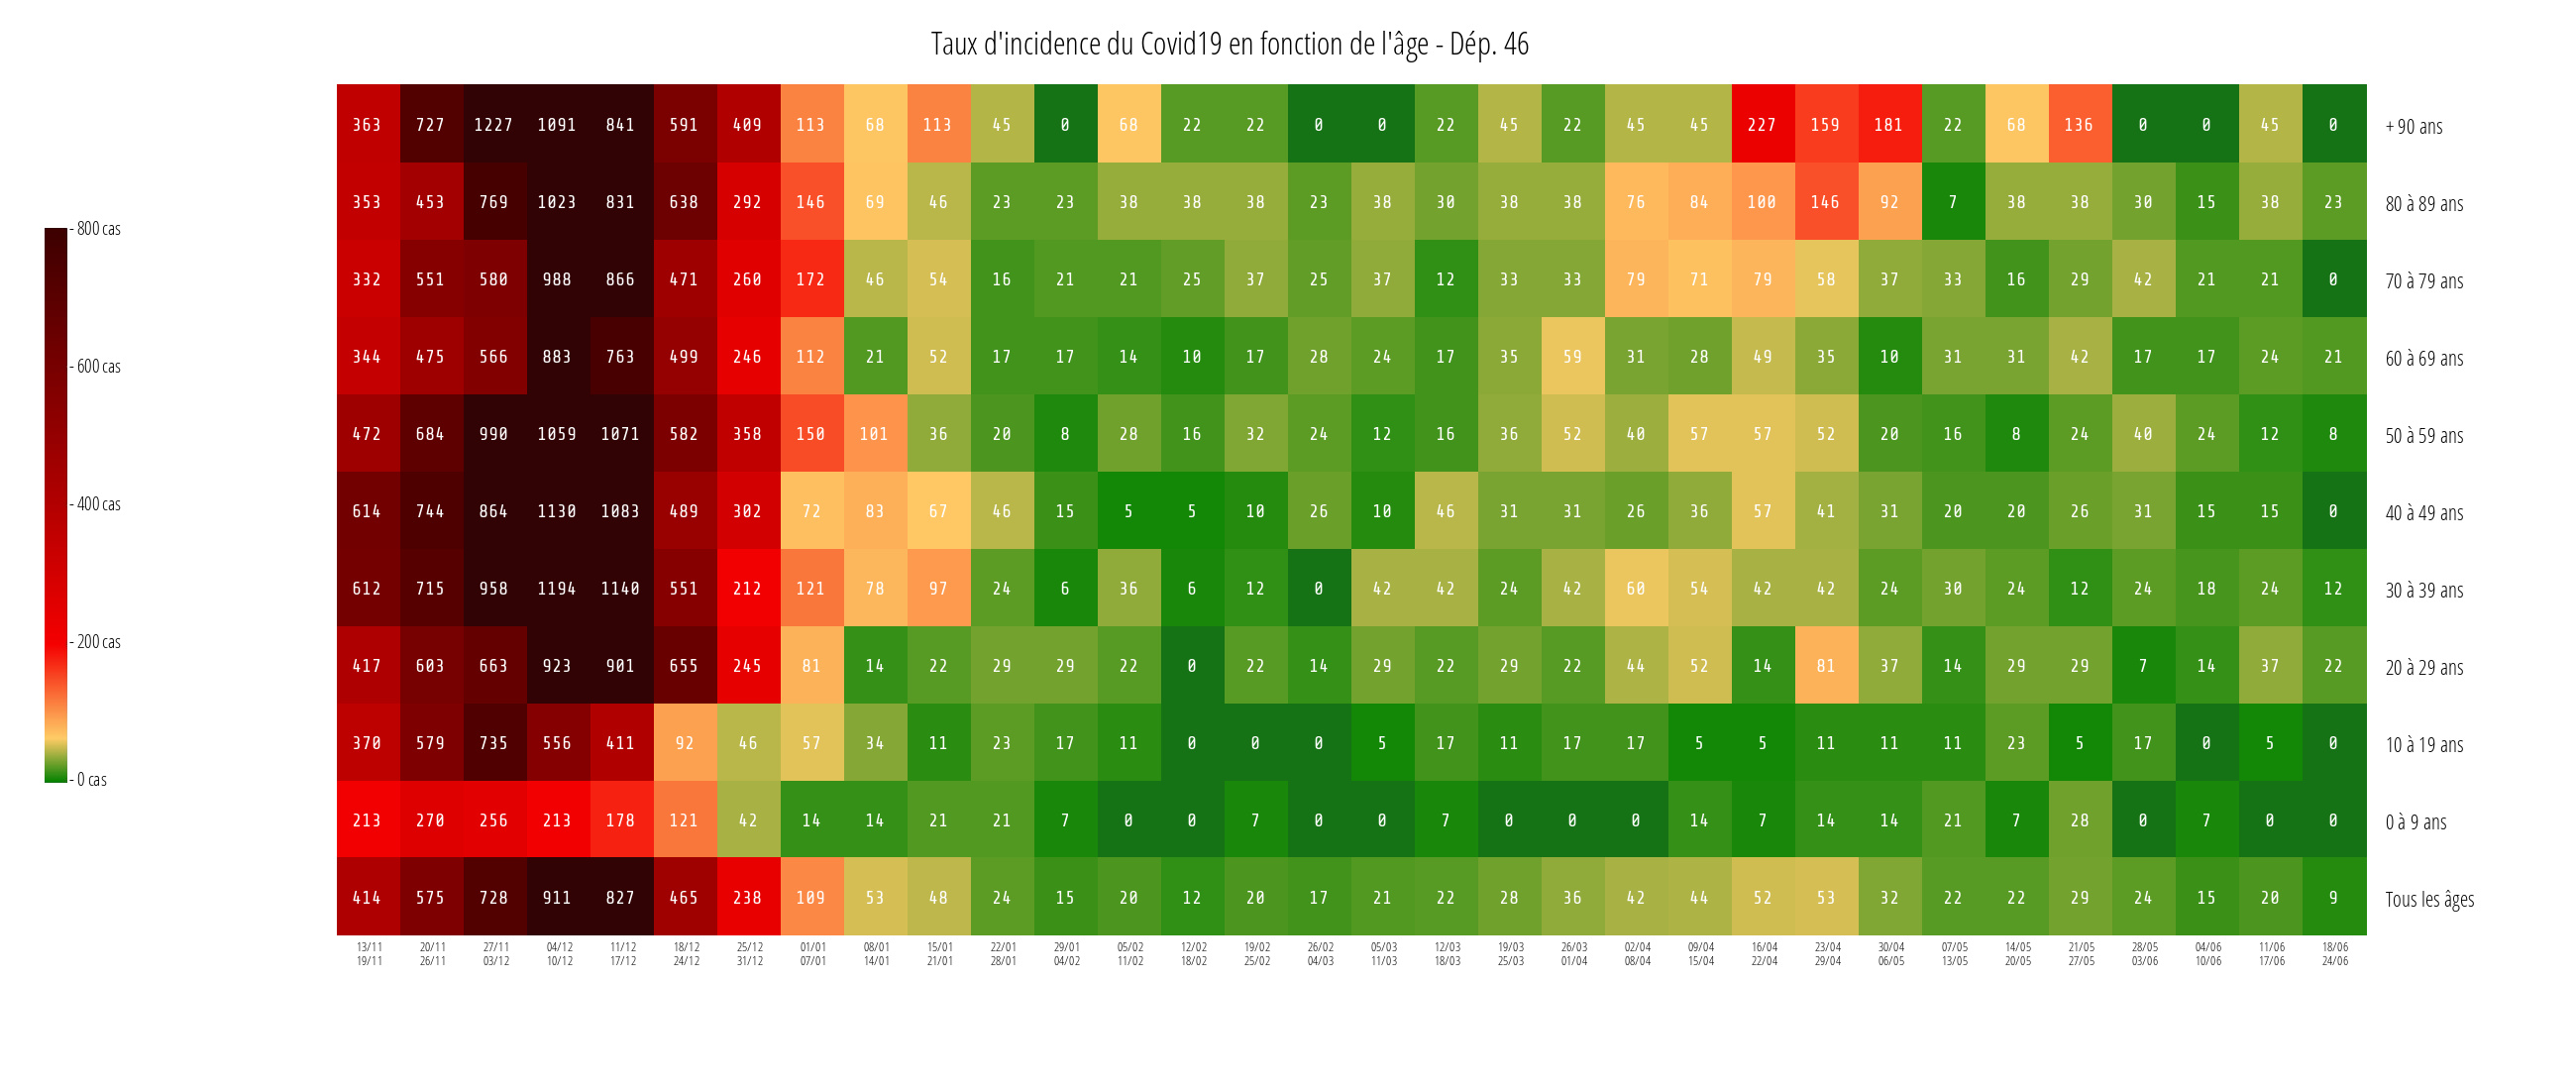 Taux d'incidence du Covid19 en fonction de l'âge - Dép. 46
363 727 1227 1091 841 591 409 113 68 113 45 0 68 22 22 0 0 22 45 22 45 45 227 159 181 22 68 136 0 0 45 0 + 90 ans
353 453 769 1023 831 638 292 146 69 46 23 23 38 38 38 23 38 30 38 38 76 84 100 146 92 7 38 38 30 15 38 23 80 à 89 ans
- 800 cas
332 551 580 988 866 471 260 172 46 54 16 21 21 25 37 25 37 12 33 33 79 71 79 58 37 33 16 29 42 21 21 0 70 à 79 ans
344 475 566 883 763 499 246 112 21 52 17 17 14 10 17 28 24 17 35 59 31 28 49 35 10 31 31 42 17 17 24 21 60 à 69 ans
- 600 cas
472 684 990 1059 1071 582 358 150 101 36 20 8 28 16 32 24 12 16 36 52 40 57 57 52 20 16 8 24 40 24 12 8 50 à 59 ans
- 400 cas
614 744 864 1130 1083 489 302 72 83 67 46 15 5 5 10 26 10 46 31 31 26 36 57 41 31 20 20 26 31 15 15 0 40 à 49 ans
612 715 958 1194 1140 551 212 121 78 97 24 6 36 6 12 0 42 42 24 42 60 54 42 42 24 30 24 12 24 18 24 12 30 à 39 ans
- 200 cas
417 603 663 923 901 655 245 81 14 22 29 29 22 0 22 14 29 22 29 22 44 52 14 81 37 14 29 29 7 14 37 22 20 à 29 ans
370 579 735 556 411 92 46 57 34 11 23 17 11 0 0 0 5 17 11 17 17 5 5 11 11 11 23 5 17 0 5 0 10 à 19 ans
- 0 cas
213 270 256 213 178 121 42 14 14 21 21 7 0 0 7 0 0 7 0 0 0 14 7 14 14 21 7 28 0 7 0 0 0 à 9 ans
414 575 728 911 827 465 238 109 53 48 24 15 20 12 20 17 21 22 28 36 42 44 52 53 32 22 22 29 24 15 20 9 Tous les âges
13/11 20/11 27/11 04/12 11/12 18/12 25/12 01/01 08/01 15/01 22/01 29/01 05/02 12/02 19/02 26/02 05/03 12/03 19/03 26/03 02/04 09/04 16/04 23/04 30/04 07/05 14/05 21/05 28/05 04/06 11/06 18/06
19/11 26/11 03/12 10/12 17/12 24/12 31/12 07/01 14/01 21/01 28/01 04/02 11/02 18/02 25/02 04/03 11/03 18/03 25/03 01/04 08/04 15/04 22/04 29/04 06/05 13/05 20/05 27/05 03/06 10/06 17/06 24/06